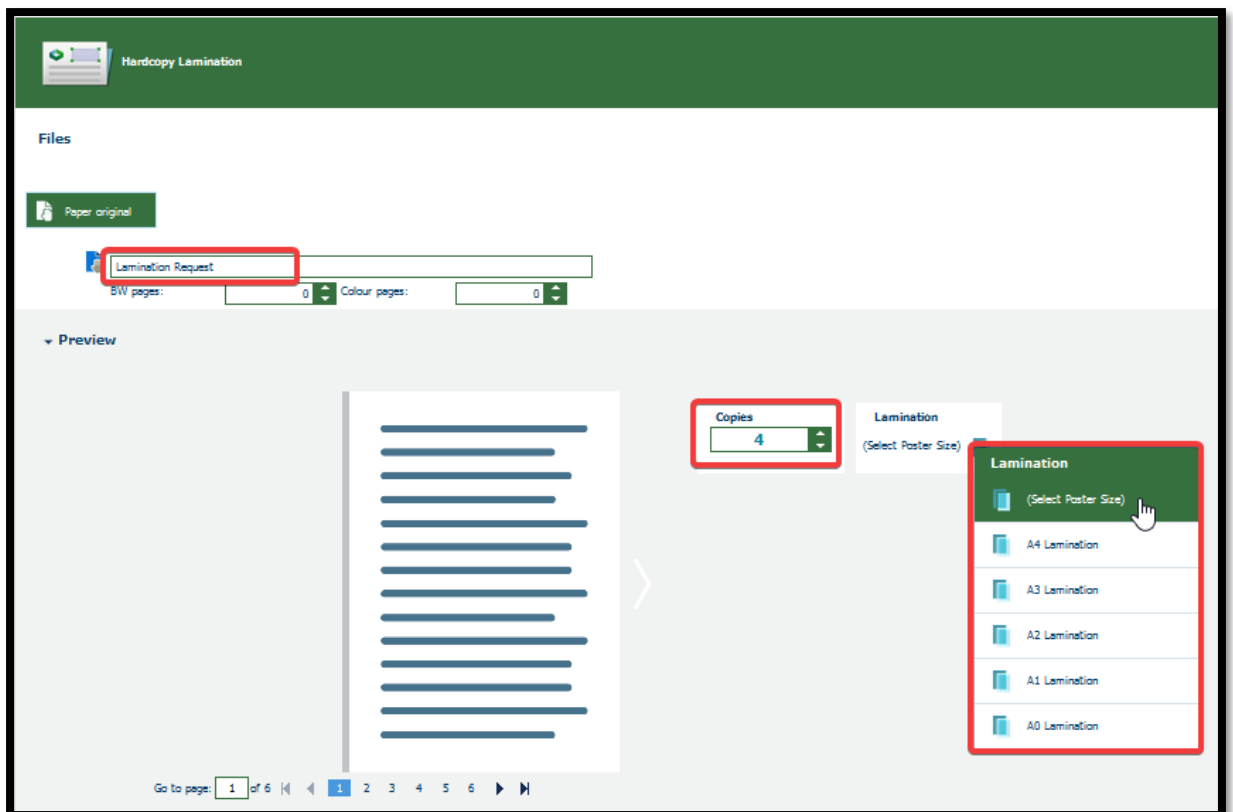 Hardcopy Lamination
Files
Paper original
Lamination Request
BW pages: 0 Colour pages: 0
Preview
Copies
4
Lamination
(Select Poster Size)
Lamination
(Select Poster Size)
A4 Lamination
A3 Lamination
A2 Lamination
A1 Lamination
A0 Lamination
Go to page: 1 of 6 1 2 3 4 5 6